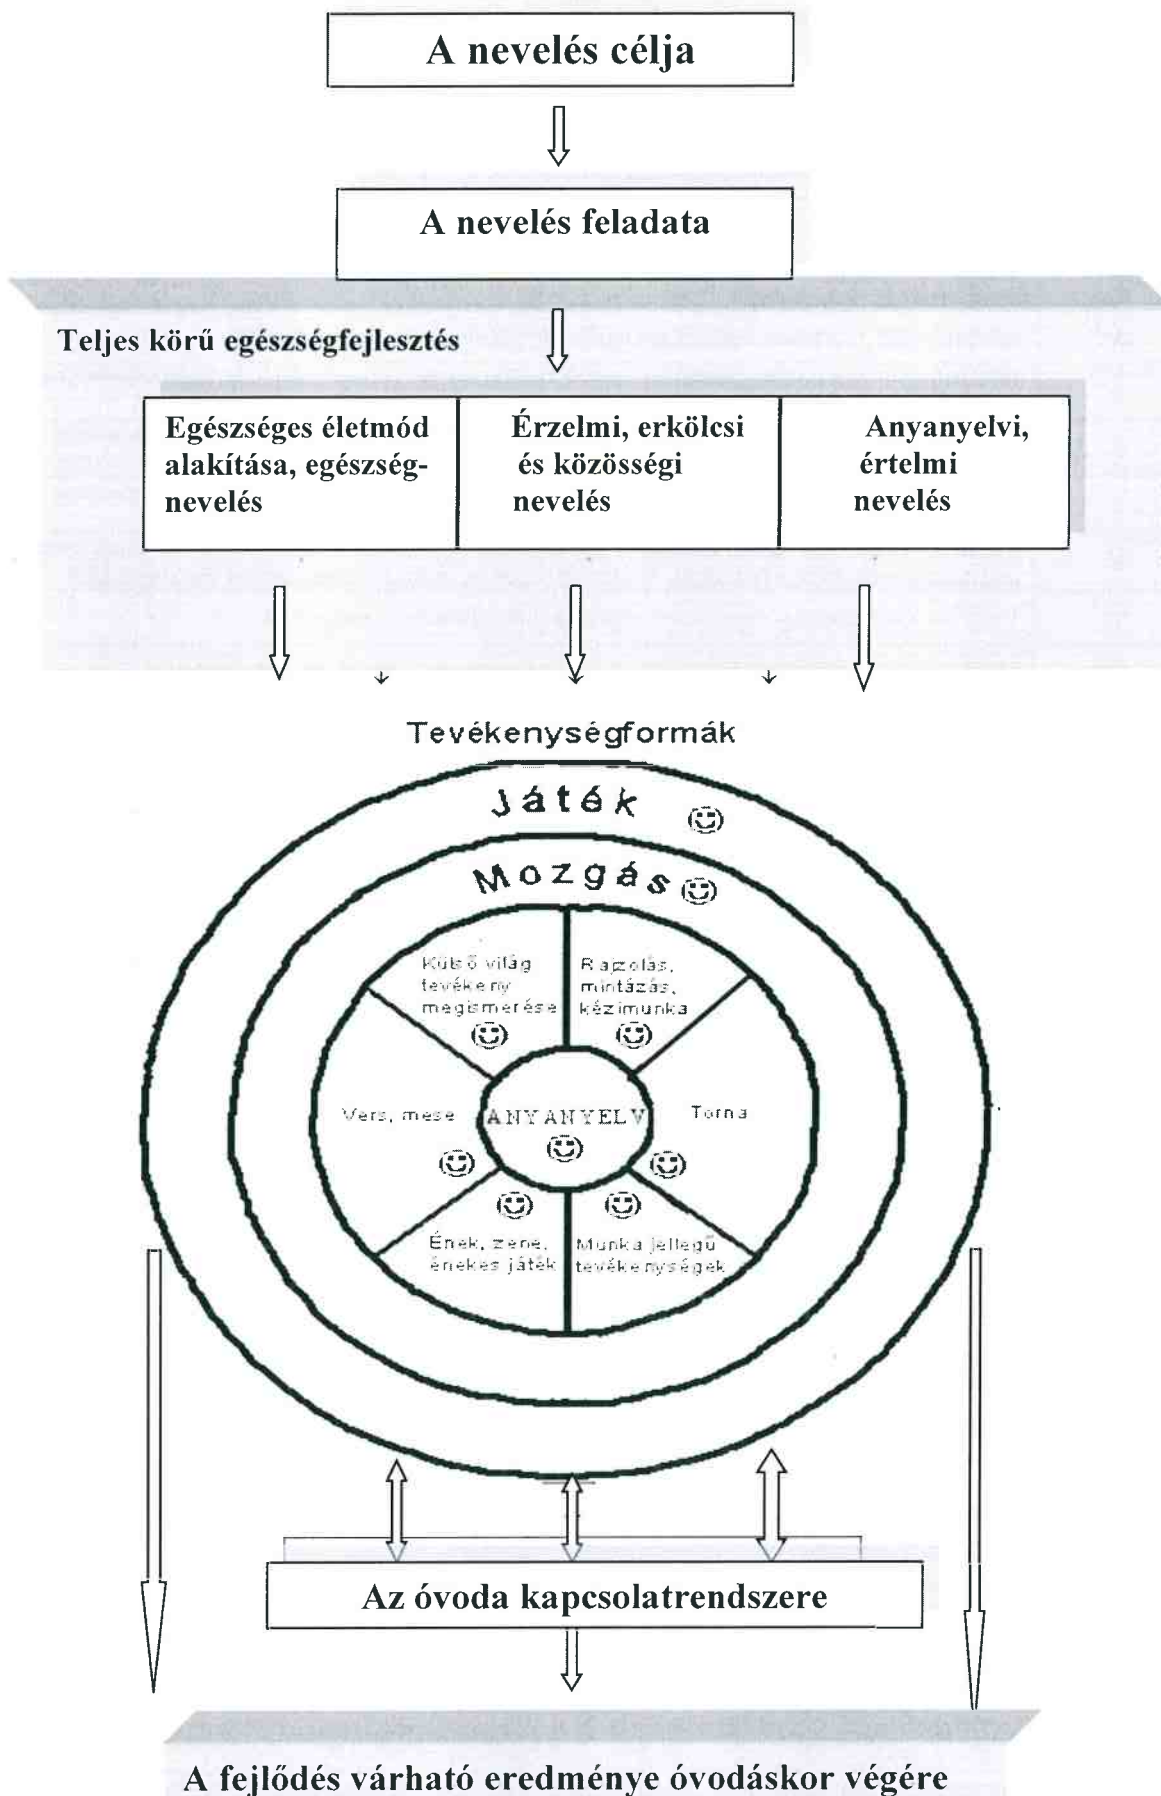 A nevelés célja
A nevelés feladata
Teljes körű egészségfejlesztés
Egészséges életmód
alakítása, egészség-
nevelés
Érzelmi, erkölcsi
és közösségi
nevelés
Anyanyelvi,
értelmi
nevelés
Tevékenységformák
Játék
Mozgás
Külső világ
tevékeny
megismerése
Rajzolás,
mintázás,
kézimunka
Vers, mese
ANYANYELV
Torna
Ének, zene,
énekes játék
Munka jellegű
tevékenységek
Az óvoda kapcsolatrendszere
A fejlődés várható eredménye óvodáskor végére